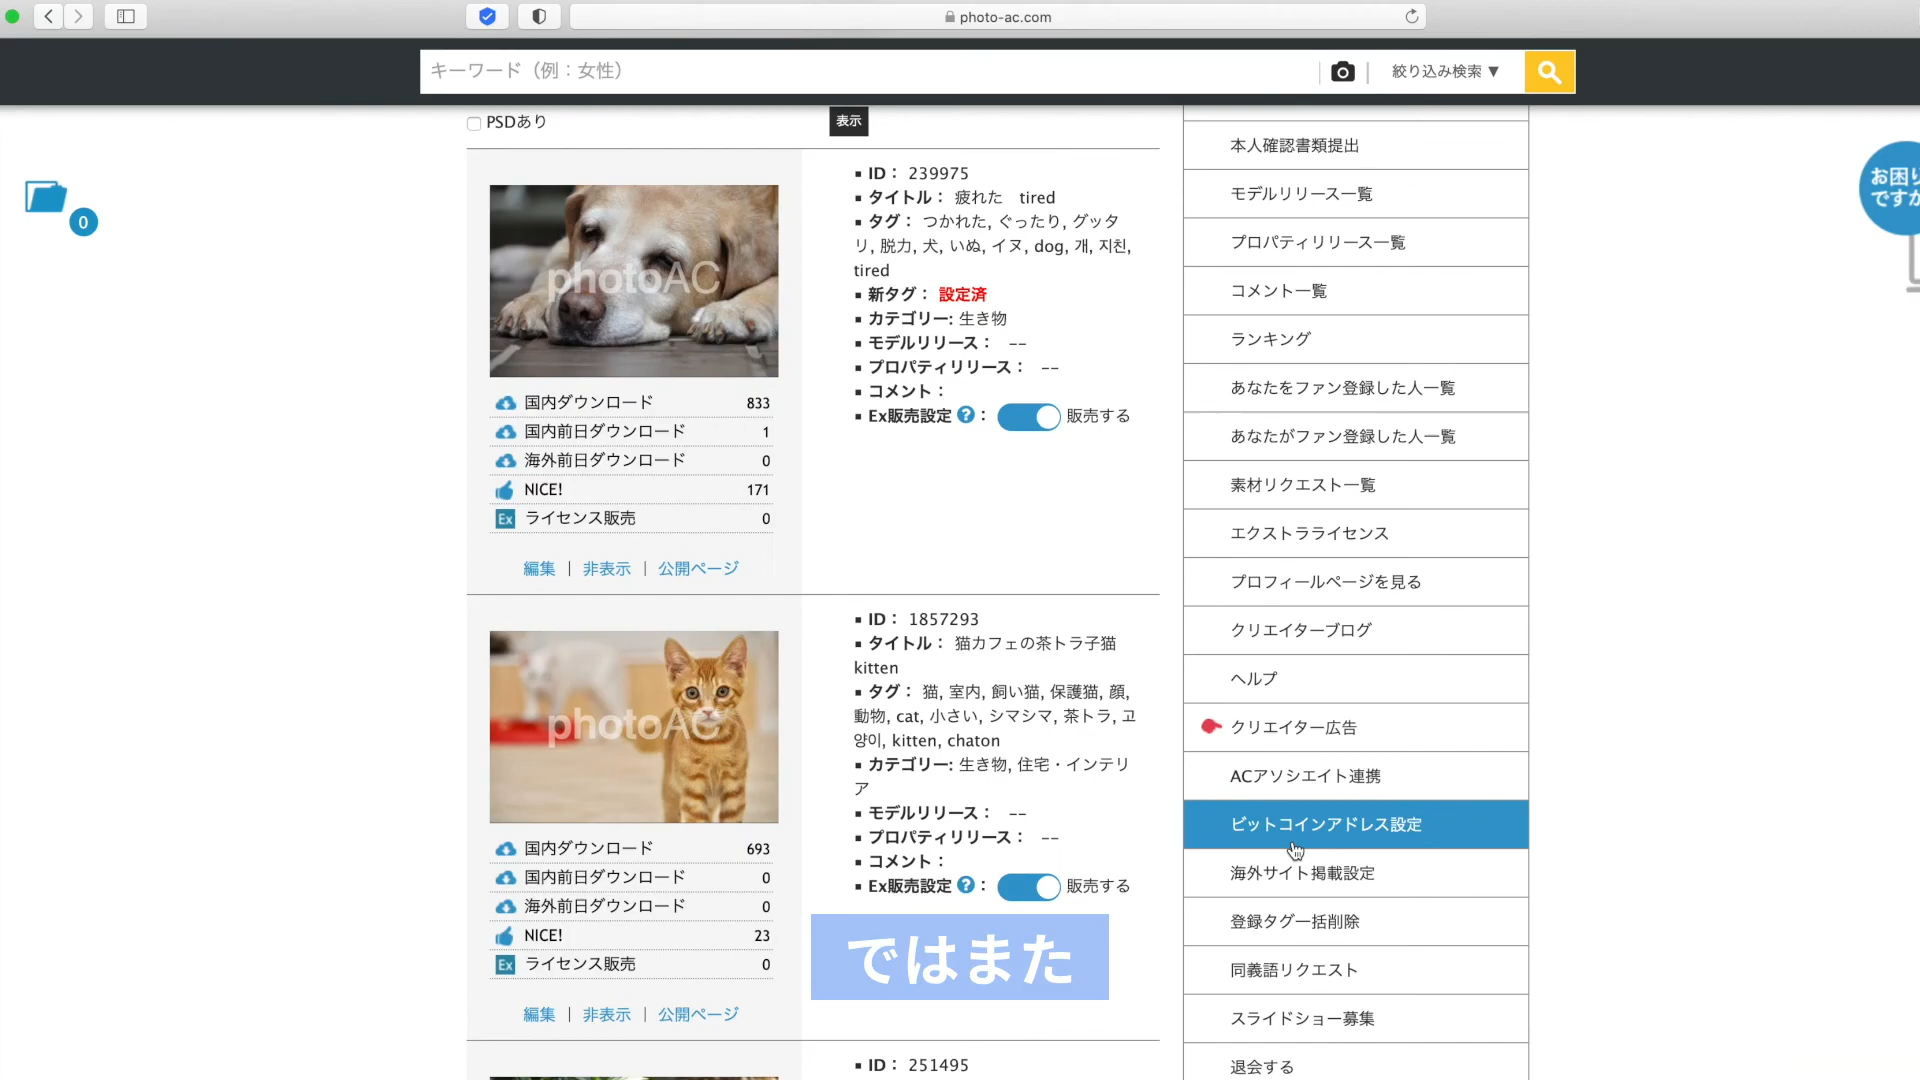 photo-ac.com
キーワード（例：女性）
絞り込み検索 ▼
PSDあり
表示
0
photoAC
国内ダウンロード 833
国内前日ダウンロード 1
海外前日ダウンロード 0
NICE! 171
Ex ライセンス販売 0
編集 | 非表示 | 公開ページ
▪ ID： 239975
▪ タイトル： 疲れた　tired
▪ タグ： つかれた, ぐったり, グッタ
リ, 脱力, 犬, いぬ, イヌ, dog, 개, 지친,
tired
▪ 新タグ： 設定済
▪ カテゴリー: 生き物
▪ モデルリリース： --
▪ プロパティリリース： --
▪ コメント：
▪ Ex販売設定 ?： 販売する
photoAC
国内ダウンロード 693
国内前日ダウンロード 0
海外前日ダウンロード 0
NICE! 23
Ex ライセンス販売 0
編集 | 非表示 | 公開ページ
▪ ID： 1857293
▪ タイトル： 猫カフェの茶トラ子猫
kitten
▪ タグ： 猫, 室内, 飼い猫, 保護猫, 顔,
動物, cat, 小さい, シマシマ, 茶トラ, 고
양이, kitten, chaton
▪ カテゴリー: 生き物, 住宅・インテリ
ア
▪ モデルリリース： --
▪ プロパティリリース： --
▪ コメント：
▪ Ex販売設定 ?： 販売する
ではまた
▪ ID： 251495
本人確認書類提出
モデルリリース一覧
プロパティリリース一覧
コメント一覧
ランキング
あなたをファン登録した人一覧
あなたがファン登録した人一覧
素材リクエスト一覧
エクストラライセンス
プロフィールページを見る
クリエイターブログ
ヘルプ
クリエイター広告
ACアソシエイト連携
ビットコインアドレス設定
海外サイト掲載設定
登録タグ一括削除
同義語リクエスト
スライドショー募集
退会する
お困り
ですか